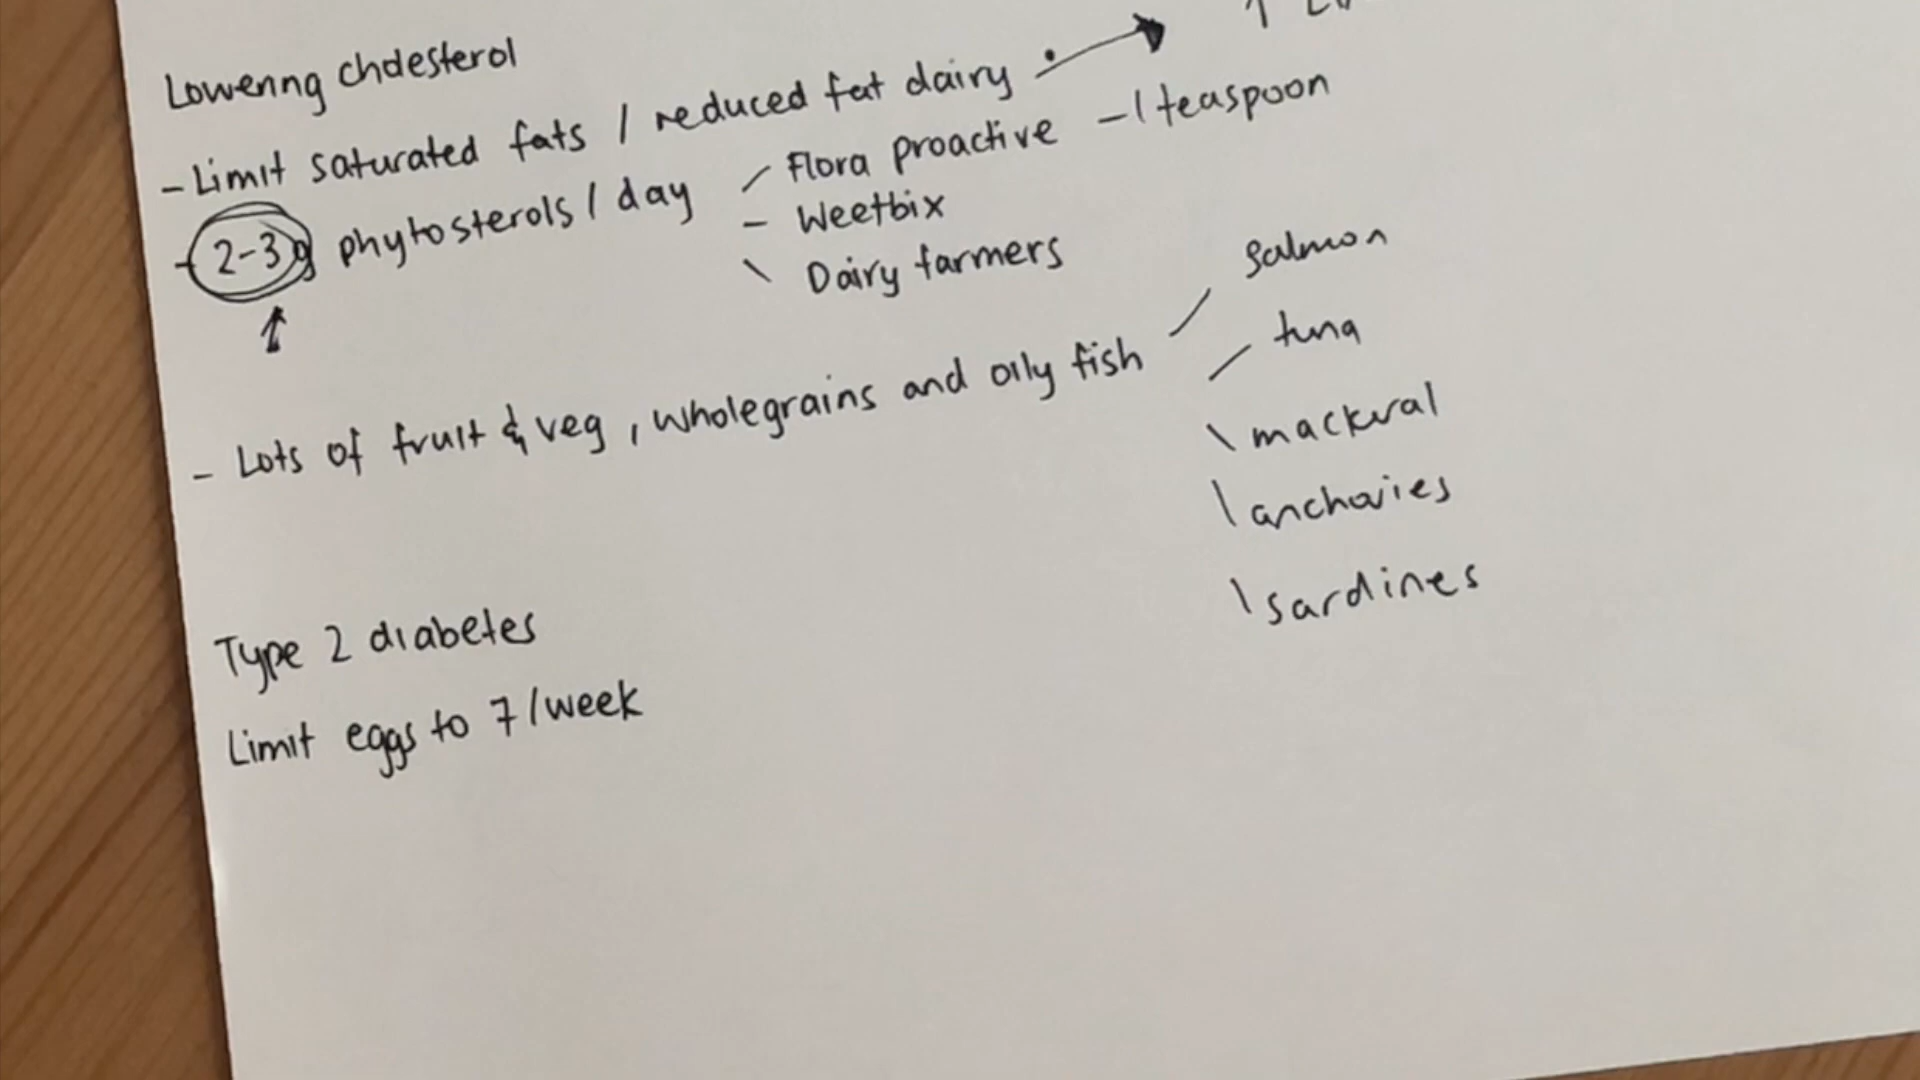 Lowering cholesterol
- Limit saturated fats / reduced fat dairy
- 2-3g phytosterols / day
Flora proactive - 1 teaspoon
- Weetbix
Dairy farmers
- Lots of fruit & veg, wholegrains and oily fish
salmon
tuna
mackeral
anchovies
sardines
Type 2 diabetes
Limit eggs to 7/week